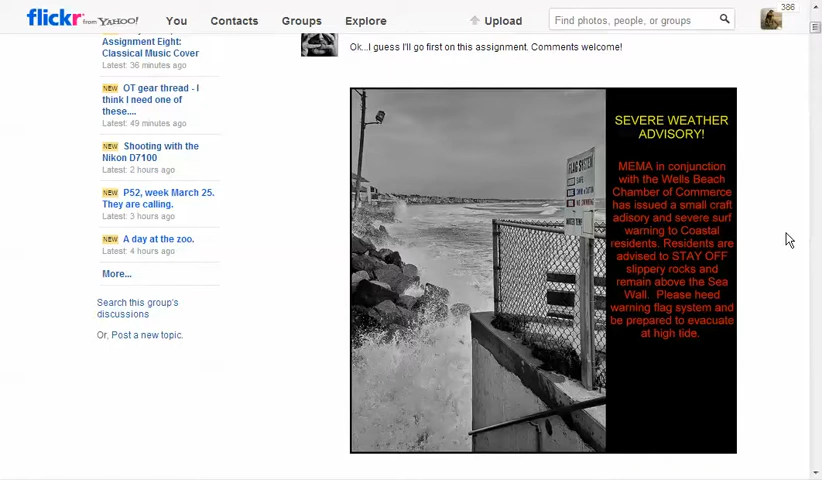 flickr from YAHOO! You Contacts Groups Explore Upload Find photos, people, or groups 386
Assignment Eight:
Classical Music Cover
Latest: 36 minutes ago
NEW OT gear thread - I
think I need one of
these....
Latest: 49 minutes ago
NEW Shooting with the
Nikon D7100
Latest: 2 hours ago
NEW P52, week March 25.
They are calling.
Latest: 3 hours ago
NEW A day at the zoo.
Latest: 4 hours ago
More...
Search this group's
discussions
Or, Post a new topic.
Ok...I guess I'll go first on this assignment. Comments welcome!
FLAG SYSTEM
SEVERE WEATHER
ADVISORY!
MEMA in conjunction
with the Wells Beach
Chamber of Commerce
has issued a small craft
adisory and severe surf
warning to Coastal
residents. Residents are
advised to STAY OFF
slippery rocks and
remain above the Sea
Wall. Please heed
warning flag system and
be prepared to evacuate
at high tide.